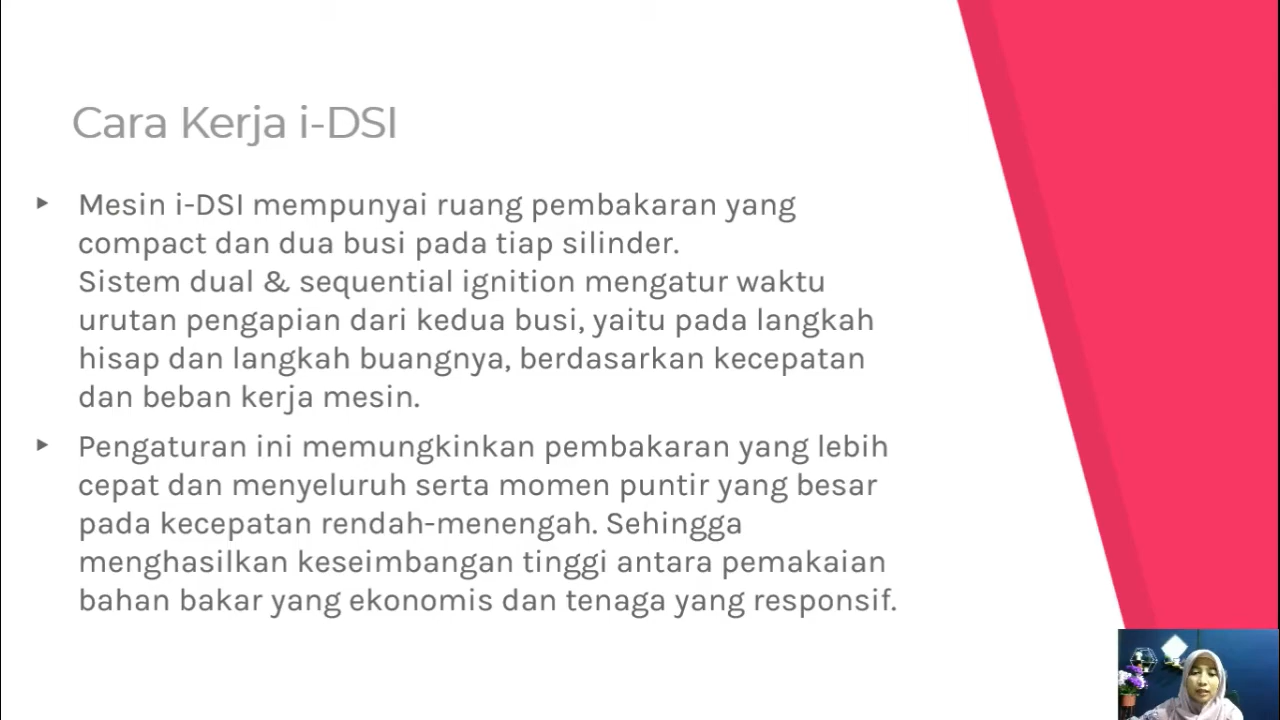 Cara Kerja i-DSI
Mesin i-DSI mempunyai ruang pembakaran yang
compact dan dua busi pada tiap silinder.
Sistem dual & sequential ignition mengatur waktu
urutan pengapian dari kedua busi, yaitu pada langkah
hisap dan langkah buangnya, berdasarkan kecepatan
dan beban kerja mesin.
Pengaturan ini memungkinkan pembakaran yang lebih
cepat dan menyeluruh serta momen puntir yang besar
pada kecepatan rendah-menengah. Sehingga
menghasilkan keseimbangan tinggi antara pemakaian
bahan bakar yang ekonomis dan tenaga yang responsif.